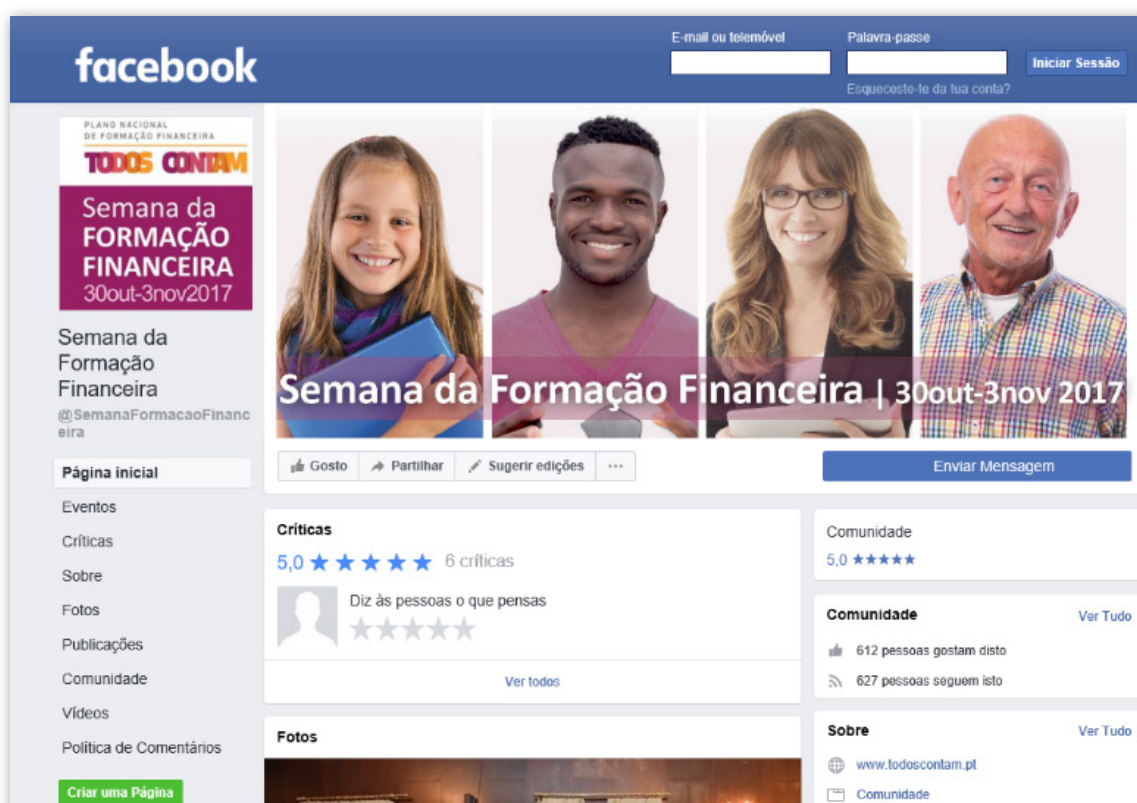 facebook
E-mail ou telemóvel
Palavra-passe
Iniciar Sessão
Esqueceste-te da tua conta?
PLANO NACIONAL
DE FORMAÇÃO FINANCEIRA
TODOS CONTAM
Semana da
FORMAÇÃO
FINANCEIRA
30out-3nov2017
Semana da
Formação
Financeira
@SemanaFormacaoFinanc
eira
Página inicial
Eventos
Críticas
Sobre
Fotos
Publicações
Comunidade
Vídeos
Política de Comentários
Criar uma Página
Semana da Formação Financeira | 30out-3nov 2017
Gosto
Partilhar
Sugerir edições
...
Enviar Mensagem
Críticas
5,0 ★★★★★ 6 críticas
Diz às pessoas o que pensas
Ver todos
Fotos
Comunidade
5,0 ★★★★★
Comunidade
Ver Tudo
612 pessoas gostam disto
627 pessoas seguem isto
Sobre
Ver Tudo
www.todoscontam.pt
Comunidade